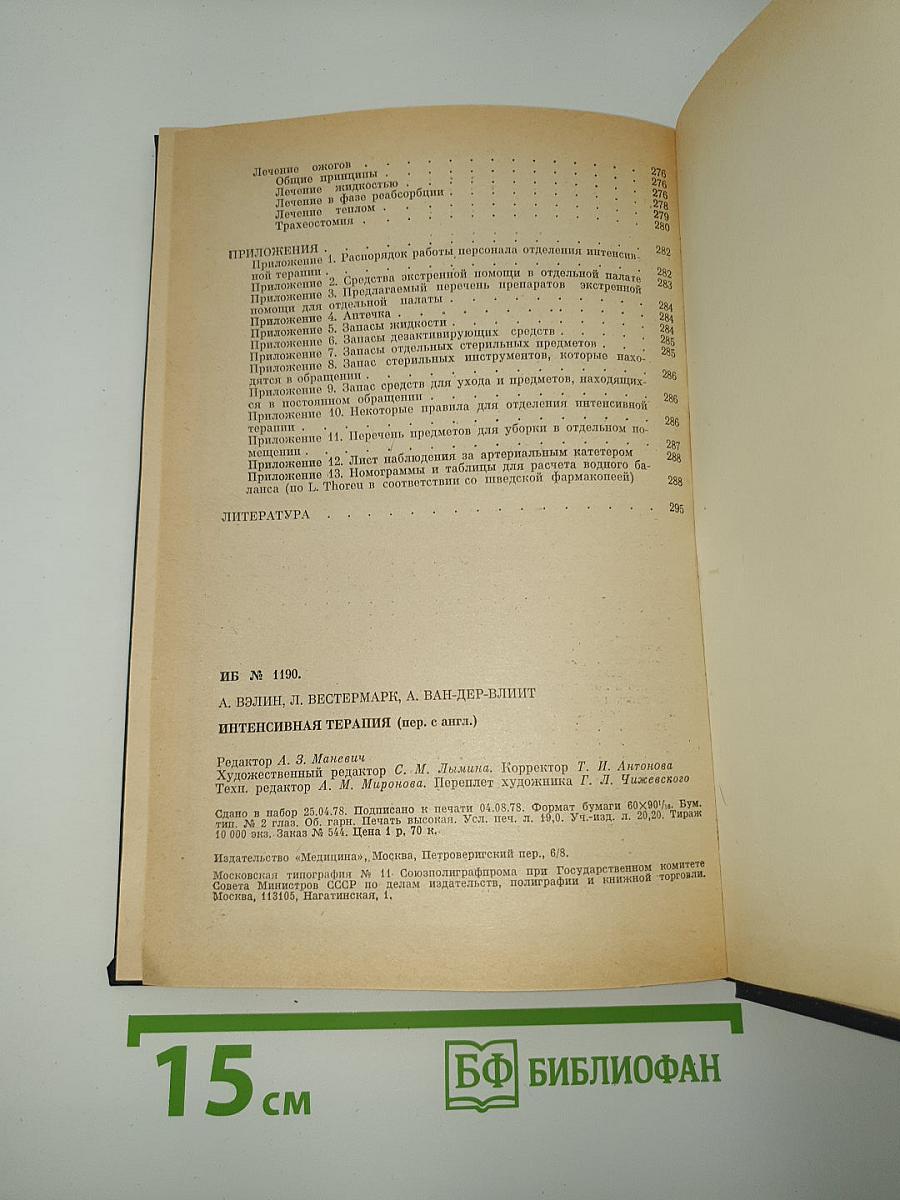 Лечение ожогов . . . . . . . . . . . . . . 276
Общие принципы . . . . . . . . . . . . . 276
Лечение жидкостью . . . . . . . . . . . . 276
Лечение в фазе реабсорбции . . . . . . . . . 278
Лечение теплом . . . . . . . . . . . . . 279
Трахеостомия . . . . . . . . . . . . . . 280
ПРИЛОЖЕНИЯ . . . . . . . . . . . . . . . 282
Приложение 1. Распорядок работы персонала отделения интенсив-
ной терапии . . . . . . . . . . . . . . . 282
Приложение 2. Средства экстренной помощи в отдельной палате 283
Приложение 3. Предлагаемый перечень препаратов экстренной
помощи для отдельной палаты . . . . . . . . . 284
Приложение 4. Аптечка . . . . . . . . . . . . 284
Приложение 5. Запасы жидкости . . . . . . . . . 284
Приложение 6. Запасы дезактивирующих средств . . . . 285
Приложение 7. Запасы отдельных стерильных предметов . . . 285
Приложение 8. Запас стерильных инструментов, которые нахо-
дятся в обращении . . . . . . . . . . . . . 286
Приложение 9. Запас средств для ухода и предметов, находящих-
ся в постоянном обращении . . . . . . . . . . 286
Приложение 10. Некоторые правила для отделения интенсивной
терапии . . . . . . . . . . . . . . . . 286
Приложение 11. Перечень предметов для уборки в отдельном по-
мещении . . . . . . . . . . . . . . . . 287
Приложение 12. Лист наблюдения за артериальным катетером 288
Приложение 13. Номограммы и таблицы для расчета водного ба-
ланса (по L. Thoreu в соответствии со шведской фармакопеей) 288
ЛИТЕРАТУРА . . . . . . . . . . . . . . . 295
ИБ № 1190.
А. ВЭЛИН, Л. ВЕСТЕРМАРК, А. ВАН-ДЕР-ВЛИИТ
ИНТЕНСИВНАЯ ТЕРАПИЯ (пер. с англ.)
Редактор А. З. Маневич
Художественный редактор С. М. Лымина. Корректор Т. И. Антонова
Техн. редактор А. М. Миронова. Переплет художника Г. Л. Чижевского
Сдано в набор 25.04.78. Подписано к печати 04.08.78. Формат бумаги 60×90¹/₁₆. Бум.
тип. № 2 глаз. Об. гарн. Печать высокая. Усл. печ. л. 19,0. Уч.-изд. л. 20,20. Тираж
10 000 экз. Заказ № 544. Цена 1 р, 70 к.
Издательство «Медицина», Москва, Петроверигский пер., 6/8.
Московская типография № 11 Союзполиграфпрома при Государственном комитете
Совета Министров СССР по делам издательств, полиграфии и книжной торговли.
Москва, 113105, Нагатинская, 1.
15 см
БФ БИБЛИОФАН